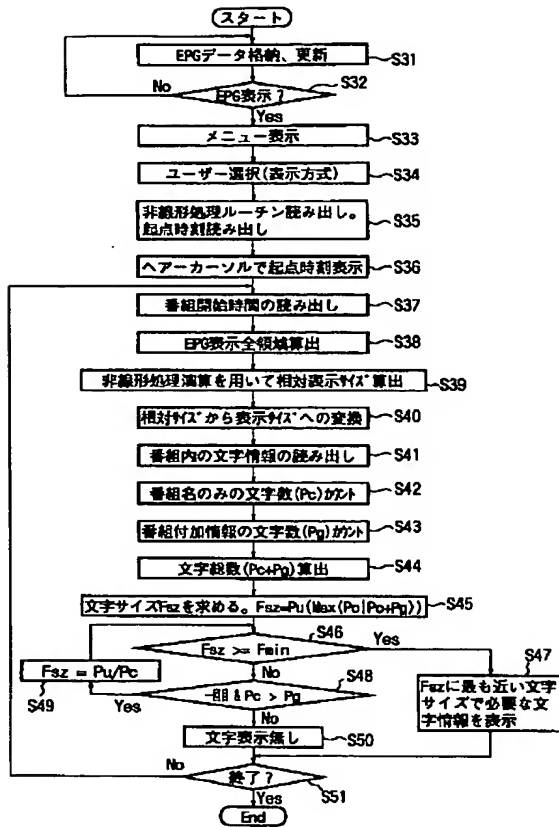 スタート
EPGデータ格納、更新
S31
No
EPG表示?
S32
Yes
メニュー表示
S33
ユーザー選択(表示方式)
S34
非線形処理ルーチン読み出し。
起点時刻読み出し
S35
ヘアーカーソルで起点時刻表示
S36
番組開始時間の読み出し
S37
EPG表示全領域算出
S38
非線形処理演算を用いて相対表示サイズ算出
S39
相対サイズから表示サイズへの変換
S40
番組内の文字情報の読み出し
S41
番組名のみの文字数(Pc)カウント
S42
番組付加情報の文字数(Pg)カウント
S43
文字総数(Pc+Pg)算出
S44
文字サイズFszを求める。Fsz=Pu(Max(Pc|Pc+Pg))
S45
Fsz >= Fmin
S46
Yes
S47
Fszに最も近い文字
サイズで必要な文
字情報を表示
No
Fsz = Pu/Pc
S49
Yes
& Pc > Pg
S48
No
文字表示無し
S50
No
終了?
S51
Yes
End